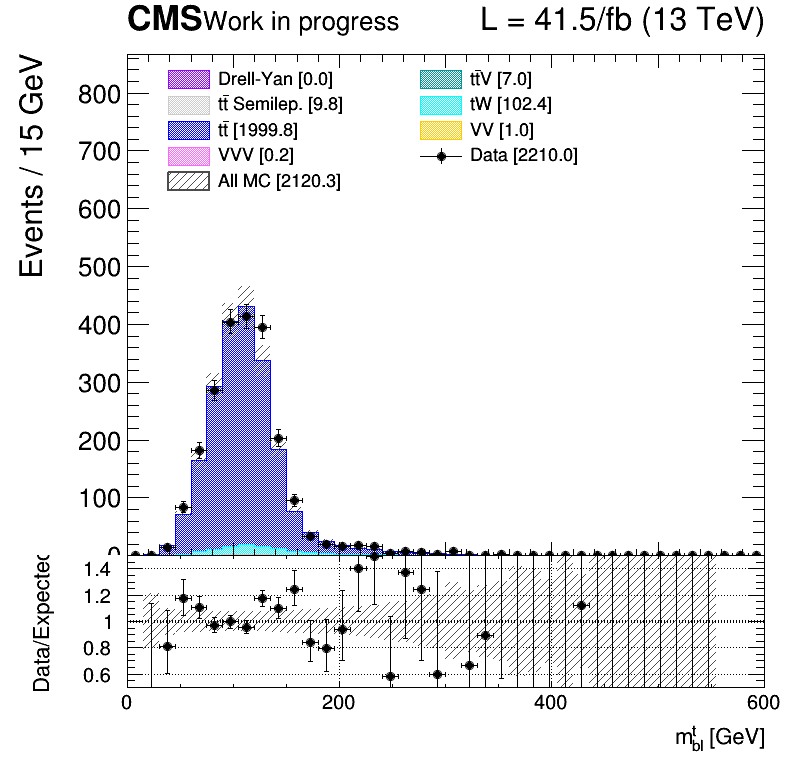 CMS Work in progress L = 41.5/fb (13 TeV)
Events / 15 GeV
Drell-Yan [0.0]
tt̄ Semilep. [9.8]
tt̄ [1999.8]
VVV [0.2]
All MC [2120.3]
tt̄V [7.0]
tW [102.4]
VV [1.0]
Data [2210.0]
800
700
600
500
400
300
200
100
0
Data/Expected
1.4
1.2
1
0.8
0.6
0 200 400 600
m^t_bl [GeV]